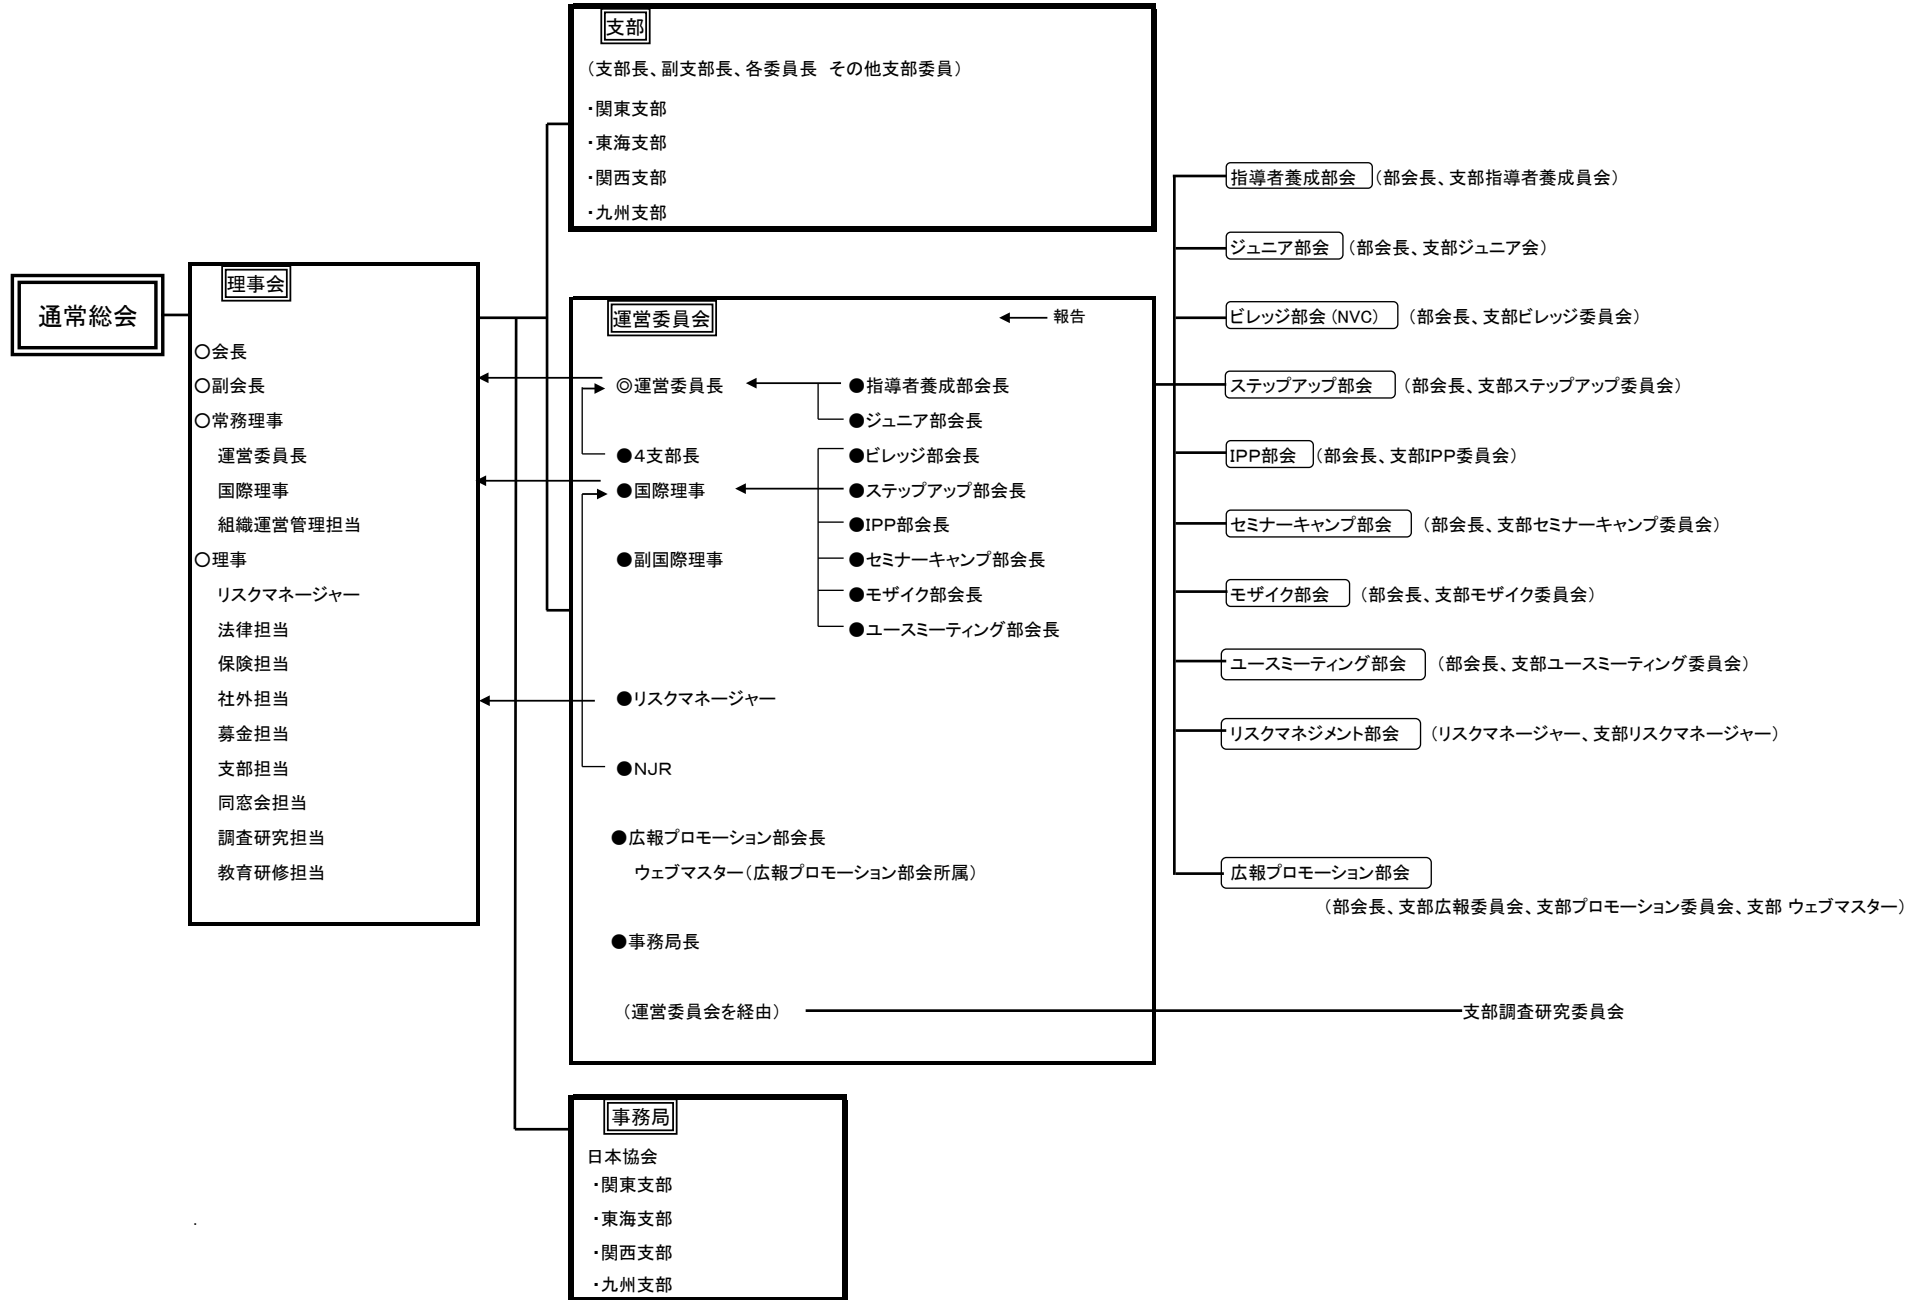 支部
(支部長、副支部長、各委員長 その他支部委員)
・関東支部
・東海支部
・関西支部
・九州支部
通常総会
理事会
○会長
○副会長
○常務理事
運営委員長
国際理事
組織運営管理担当
○理事
リスクマネージャー
法律担当
保険担当
社外担当
募金担当
支部担当
同窓会担当
調査研究担当
教育研修担当
運営委員会
報告
◎運営委員長
●4支部長
●国際理事
●副国際理事
●リスクマネージャー
●NJR
●広報プロモーション部会長
ウェブマスター(広報プロモーション部会所属)
●事務局長
(運営委員会を経由)
●指導者養成部会長
●ジュニア部会長
●ビレッジ部会長
●ステップアップ部会長
●IPP部会長
●セミナーキャンプ部会長
●モザイク部会長
●ユースミーティング部会長
指導者養成部会 (部会長、支部指導者養成員会)
ジュニア部会 (部会長、支部ジュニア会)
ビレッジ部会 (NVC) (部会長、支部ビレッジ委員会)
ステップアップ部会 (部会長、支部ステップアップ委員会)
IPP部会 (部会長、支部IPP委員会)
セミナーキャンプ部会 (部会長、支部セミナーキャンプ委員会)
モザイク部会 (部会長、支部モザイク委員会)
ユースミーティング部会 (部会長、支部ユースミーティング委員会)
リスクマネジメント部会 (リスクマネージャー、支部リスクマネージャー)
広報プロモーション部会
(部会長、支部広報委員会、支部プロモーション委員会、支部 ウェブマスター)
支部調査研究委員会
事務局
日本協会
・関東支部
・東海支部
・関西支部
・九州支部